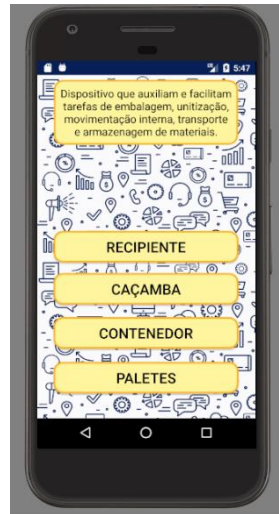 5:47
Dispositivo que auxiliam e facilitam
tarefas de embalagem, unitização,
movimentação interna, transporte
e armazenagem de materiais.
RECIPIENTE
CAÇAMBA
CONTENEDOR
PALETES